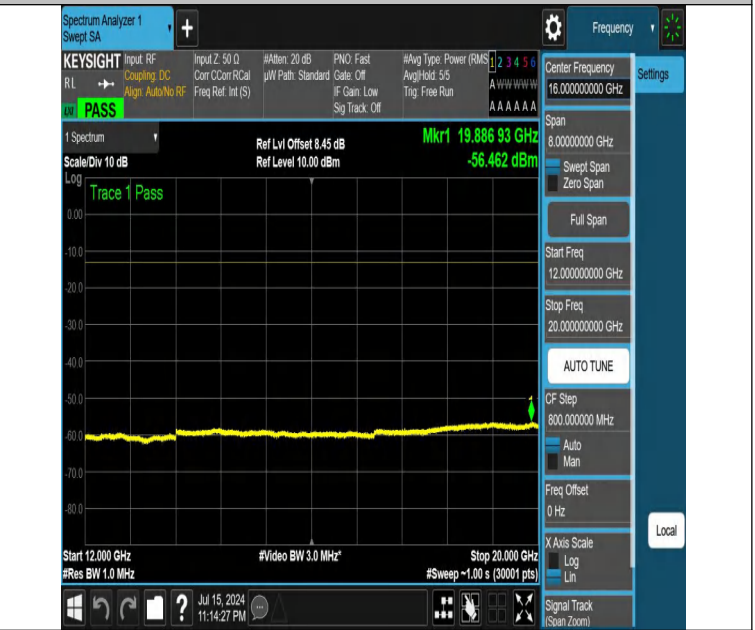 Spectrum Analyzer 1
Swept SA
Frequency
KEYSIGHT
RL
PASS
Input: RF
Coupling: DC
Align: Auto/No RF
Input Z: 50 Ω
Corr CCorr RCal
Freq Ref: Int (S)
#Atten: 20 dB
µW Path: Standard
PNO: Fast
Gate: Off
IF Gain: Low
Sig Track: Off
#Avg Type: Power (RMS
Avg|Hold: 5/5
Trig: Free Run
1 2 3 4 5 6
A W W W W W
A A A A A A
1 Spectrum
Scale/Div 10 dB
Ref Lvl Offset 8.45 dB
Ref Level 10.00 dBm
Mkr1 19.886 93 GHz
-56.462 dBm
Log
Trace 1 Pass
0.00
-10.0
-20.0
-30.0
-40.0
-50.0
-60.0
-70.0
-80.0
Start 12.000 GHz
#Res BW 1.0 MHz
#Video BW 3.0 MHz*
Stop 20.000 GHz
#Sweep ~1.00 s (30001 pts)
Jul 15, 2024
11:14:27 PM
Center Frequency
16.000000000 GHz
Settings
Span
8.00000000 GHz
Swept Span
Zero Span
Full Span
Start Freq
12.000000000 GHz
Stop Freq
20.000000000 GHz
AUTO TUNE
CF Step
800.000000 MHz
Auto
Man
Freq Offset
0 Hz
X Axis Scale
Log
Lin
Local
Signal Track
(Span Zoom)